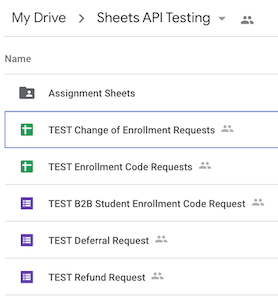 My Drive > Sheets API Testing
Name
Assignment Sheets
TEST Change of Enrollment Requests
TEST Enrollment Code Requests
TEST B2B Student Enrollment Code Request
TEST Deferral Request
TEST Refund Request